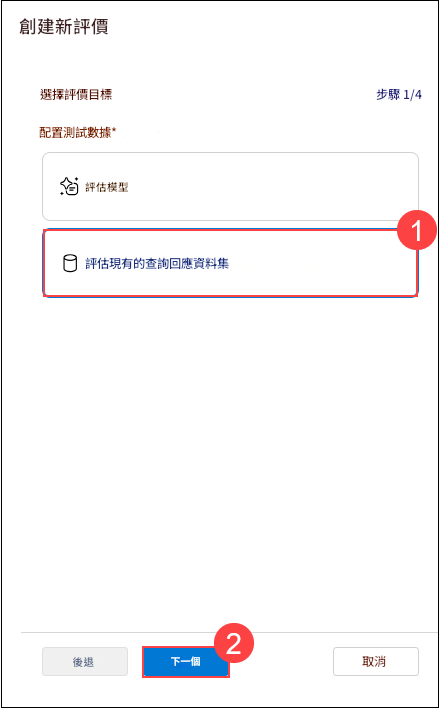 創建新評價
選擇評價目標 步驟 1/4
配置測試數據*
評估模型
1
評估現有的查詢回應資料集
2
後退 下一個 取消